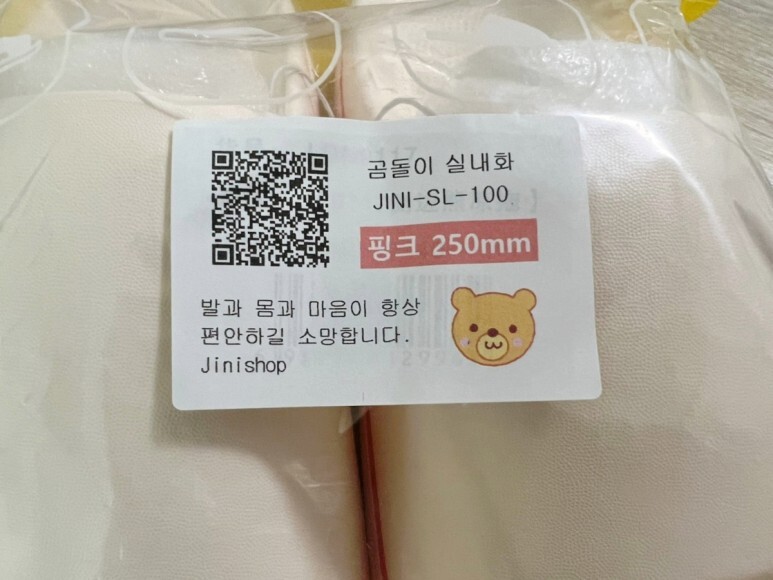 곰돌이 실내화
JINI-SL-100
핑크 250mm
발과 몸과 마음이 항상
편안하길 소망합니다.
Jinishop